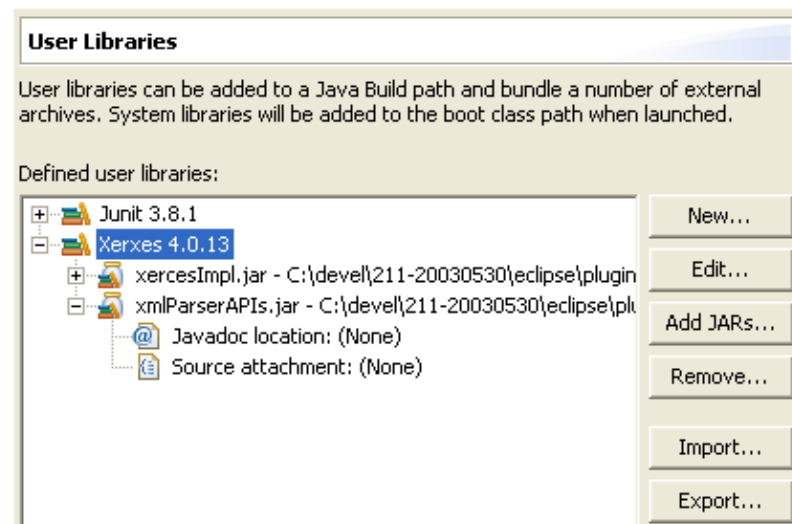 User Libraries
User libraries can be added to a Java Build path and bundle a number of external
archives. System libraries will be added to the boot class path when launched.
Defined user libraries:
Junit 3.8.1
Xerxes 4.0.13
xercesImpl.jar - C:\devel\211-20030530\eclipse\plugin
xmlParserAPIs.jar - C:\devel\211-20030530\eclipse\plu
Javadoc location: (None)
Source attachment: (None)
New...
Edit...
Add JARs...
Remove...
Import...
Export...